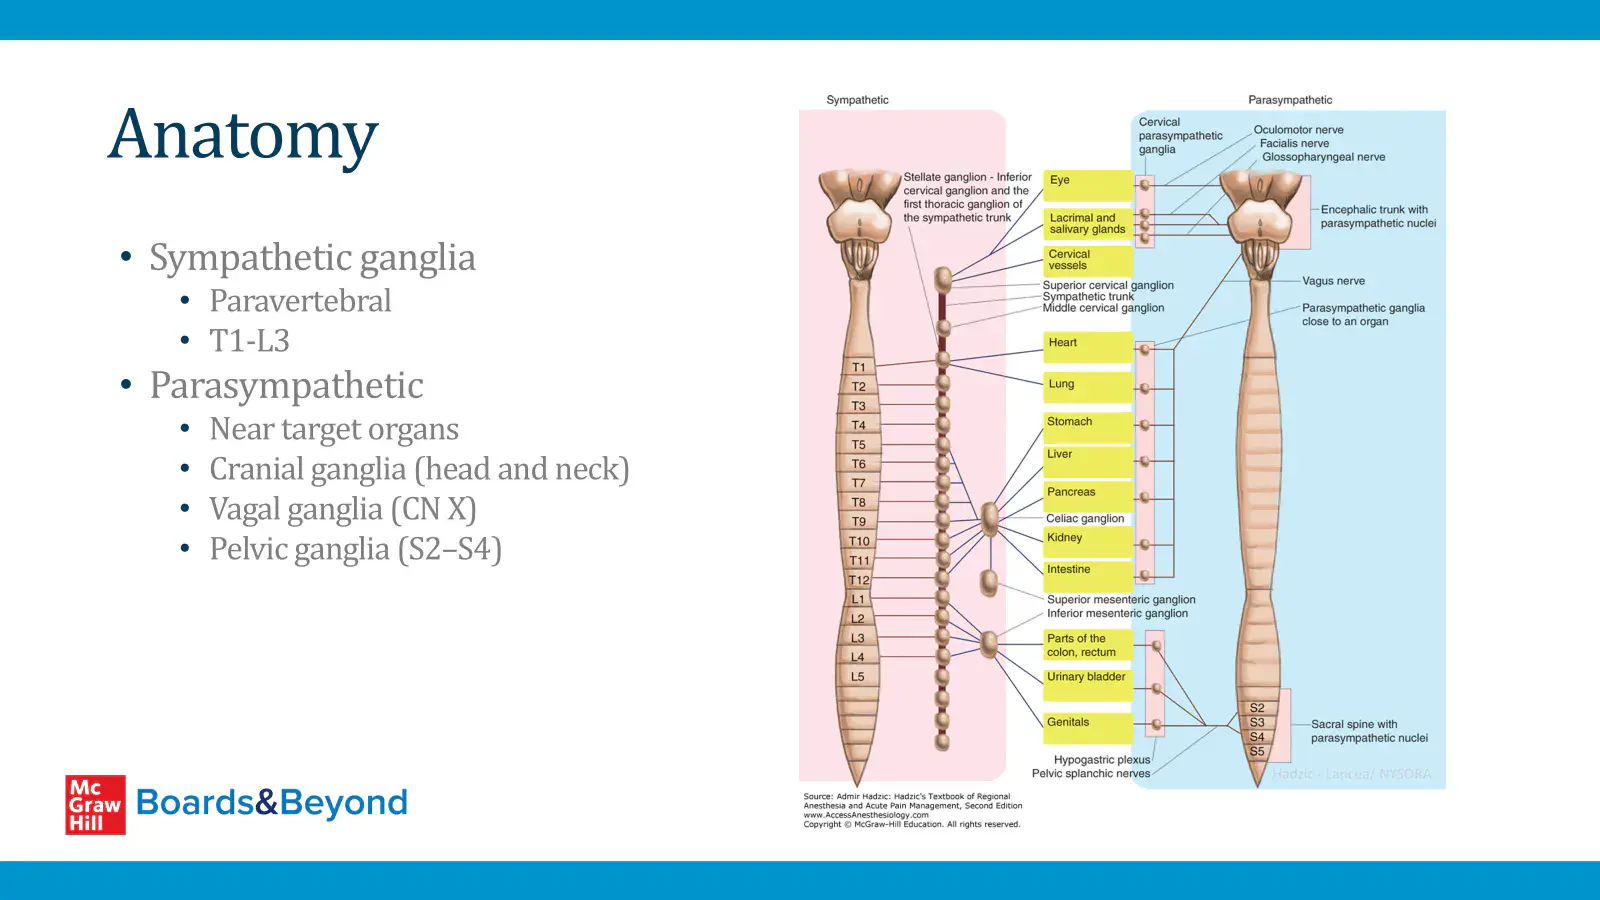 Anatomy
• Sympathetic ganglia
• Paravertebral
• T1-L3
• Parasympathetic
• Near target organs
• Cranial ganglia (head and neck)
• Vagal ganglia (CN X)
• Pelvic ganglia (S2–S4)
Mc
Graw
Hill
Boards&Beyond
Sympathetic
Stellate ganglion - Inferior
cervical ganglion and the
first thoracic ganglion of
the sympathetic trunk
T1
T2
T3
T4
T5
T6
T7
T8
T9
T10
T11
T12
L1
L2
L3
L4
L5
Eye
Lacrimal and
salivary glands
Cervical
vessels
Superior cervical ganglion
Sympathetic trunk
Middle cervical ganglion
Heart
Lung
Stomach
Liver
Pancreas
Celiac ganglion
Kidney
Intestine
Superior mesenteric ganglion
Inferior mesenteric ganglion
Parts of the
colon, rectum
Urinary bladder
Genitals
Hypogastric plexus
Pelvic splanchic nerves
Parasympathetic
Cervical
parasympathetic
ganglia
Oculomotor nerve
Facialis nerve
Glossopharyngeal nerve
Encephalic trunk with
parasympathetic nuclei
Vagus nerve
Parasympathetic ganglia
close to an organ
S2
S3
S4
S5
Sacral spine with
parasympathetic nuclei
Hadzic - Lancea/ NYSORA
Source: Admir Hadzic: Hadzic's Textbook of Regional
Anesthesia and Acute Pain Management, Second Edition
www.AccessAnesthesiology.com
Copyright © McGraw-Hill Education. All rights reserved.